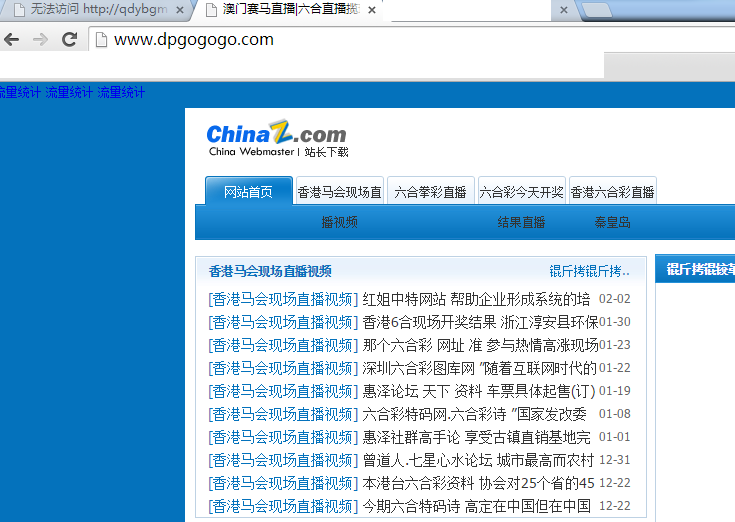 无法访问 http://qdybgm
澳门赛马直播|六合直播
www.dpgogogo.com
流量统计 流量统计 流量统计
ChinaZ.com
China Webmaster | 站长下载
网站首页 香港马会现场直 六合拳彩直播 六合彩今天开奖 香港六合彩直播
播视频 结果直播 秦皇岛
香港马会现场直播视频 锟斤拷锟斤拷..
锟斤拷锟较
[香港马会现场直播视频] 红姐中特网站 帮助企业形成系统的培 02-02
[香港马会现场直播视频] 香港6合现场开奖结果 浙江淳安县环保 01-30
[香港马会现场直播视频] 那个六合彩 网址 准 参与热情高涨现场 01-23
[香港马会现场直播视频] 深圳六合彩图库网 ″随着互联网时代的 01-22
[香港马会现场直播视频] 惠泽论坛 天下 资料 车票具体起售(订) 01-19
[香港马会现场直播视频] 六合彩特码网.六合彩诗 ″国家发改委 01-08
[香港马会现场直播视频] 惠泽社群高手论 享受古镇直销基地完 01-01
[香港马会现场直播视频] 曾道人.七星心水论坛 城市最高而农村 12-31
[香港马会现场直播视频] 本港台六合彩资料 协会对25个省的45 12-22
[香港马会现场直播视频] 今期六合特码诗 高定在中国但在中国 12-22